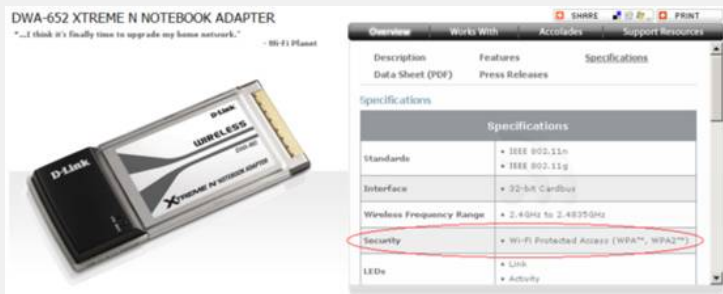 DWA-652 XTREME N NOTEBOOK ADAPTER
"...I think it's finally time to upgrade my home network."
- Wi-Fi Planet
D-Link
WIRELESS
XTREME N NOTEBOOK ADAPTER
D-Link
SHARE
PRINT
Overview
Works With
Accolades
Support Resources
Description
Features
Specifications
Data Sheet (PDF)
Press Releases
Specifications
Specifications
Standards
• IEEE 802.11n
• IEEE 802.11g
Interface
• 32-bit Cardbus
Wireless Frequency Range
• 2.4GHz to 2.4835GHz
Security
• Wi-Fi Protected Access (WPA™, WPA2™)
LEDs
• Link
• Activity